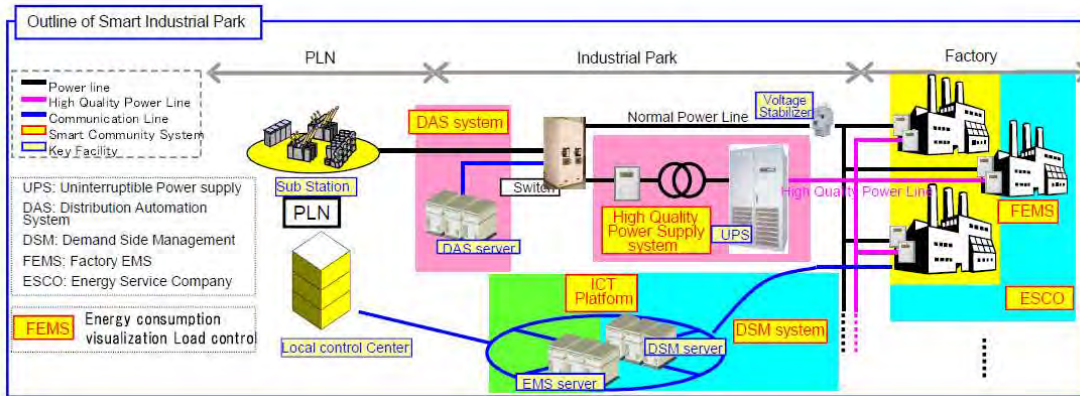 Outline of Smart Industrial Park
PLN
Industrial Park
Factory
Power line
High Quality Power Line
Communication Line
Smart Community System
Key Facility
UPS: Uninterruptible Power supply
DAS: Distribution Automation
System
DSM: Demand Side Management
FEMS: Factory EMS
ESCO: Energy Service Company
FEMS
Energy consumption
visualization Load control
Sub Station
PLN
Local control Center
DAS system
DAS server
Switch
Normal Power Line
Voltage
Stabilizer
High Quality
Power Supply
system
UPS
High Quality Power Line
FEMS
ESCO
ICT
Platform
DSM system
DSM server
EMS server